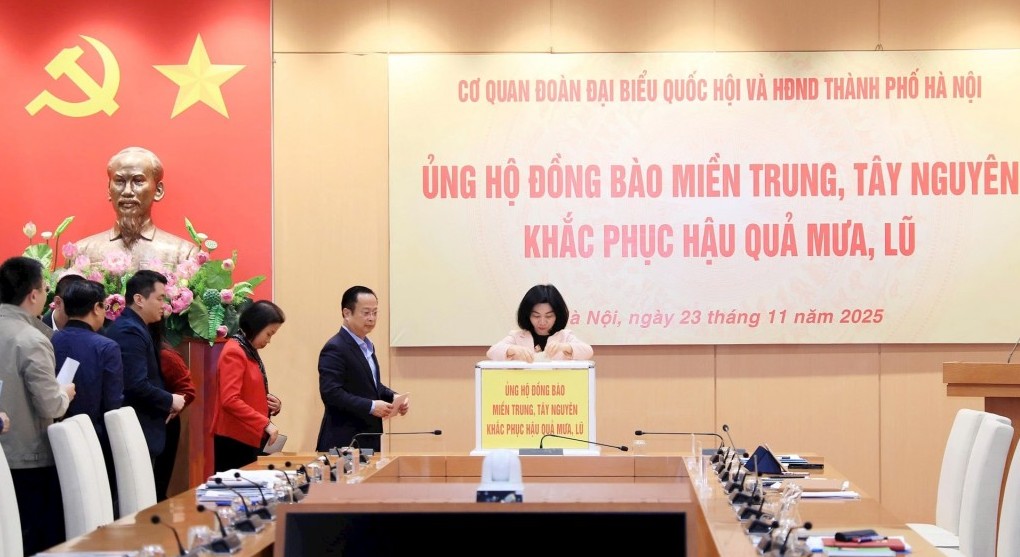 CƠ QUAN ĐOÀN ĐẠI BIỂU QUỐC HỘI VÀ HĐND THÀNH PHỐ HÀ NỘI
ỦNG HỘ ĐỒNG BÀO MIỀN TRUNG, TÂY NGUYÊN
KHẮC PHỤC HẬU QUẢ MƯA, LŨ
Nội, ngày 23 tháng 11 năm 2025
ỦNG HỘ ĐỒNG BÀO
MIỀN TRUNG, TÂY NGUYÊN
KHẮC PHỤC HẬU QUẢ MƯA, LŨ